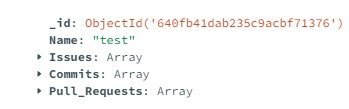 _id: ObjectId('640fb41dab235c9acbf71376')
Name: "test"
Issues: Array
Commits: Array
Pull_Requests: Array